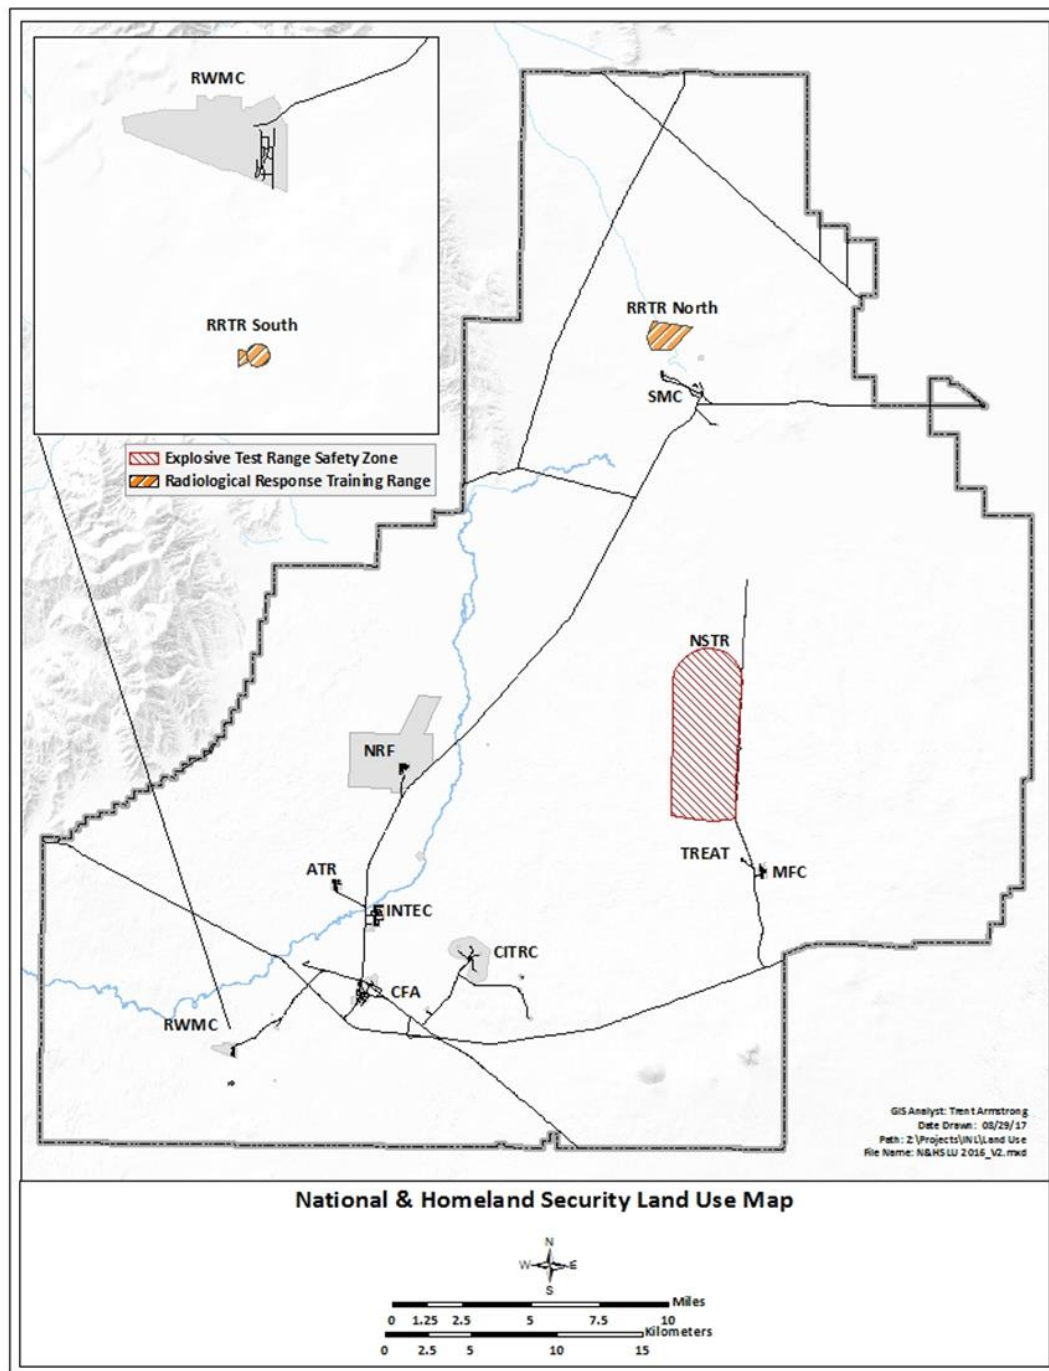 RWMC
RRTR South
Explosive Test Range Safety Zone
Radiological Response Training Range
RRTR North
SMC
NSTR
NRF
TREAT
MFC
ATR
INTEC
CITRC
CFA
RWMC
GIS Analyst: Trent Armstrong
Date Drawn: 08/29/17
Path: Z:\Projects\INL\Land Use
File Name: N&HSLU 2016_V2.mxd
National & Homeland Security Land Use Map
N
W E
S
Miles
0 1.25 2.5 5 7.5 10
Kilometers
0 2.5 5 10 15